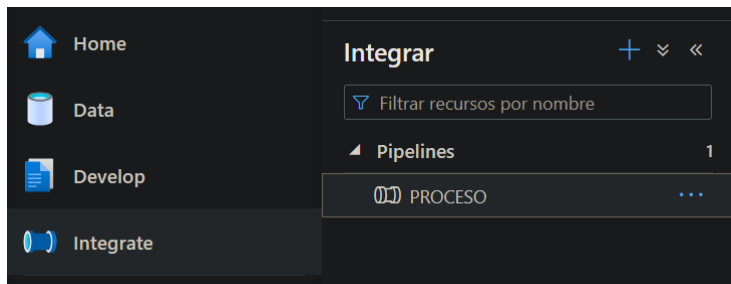 Home
Data
Develop
Integrate
Integrar
Filtrar recursos por nombre
Pipelines 1
PROCESO